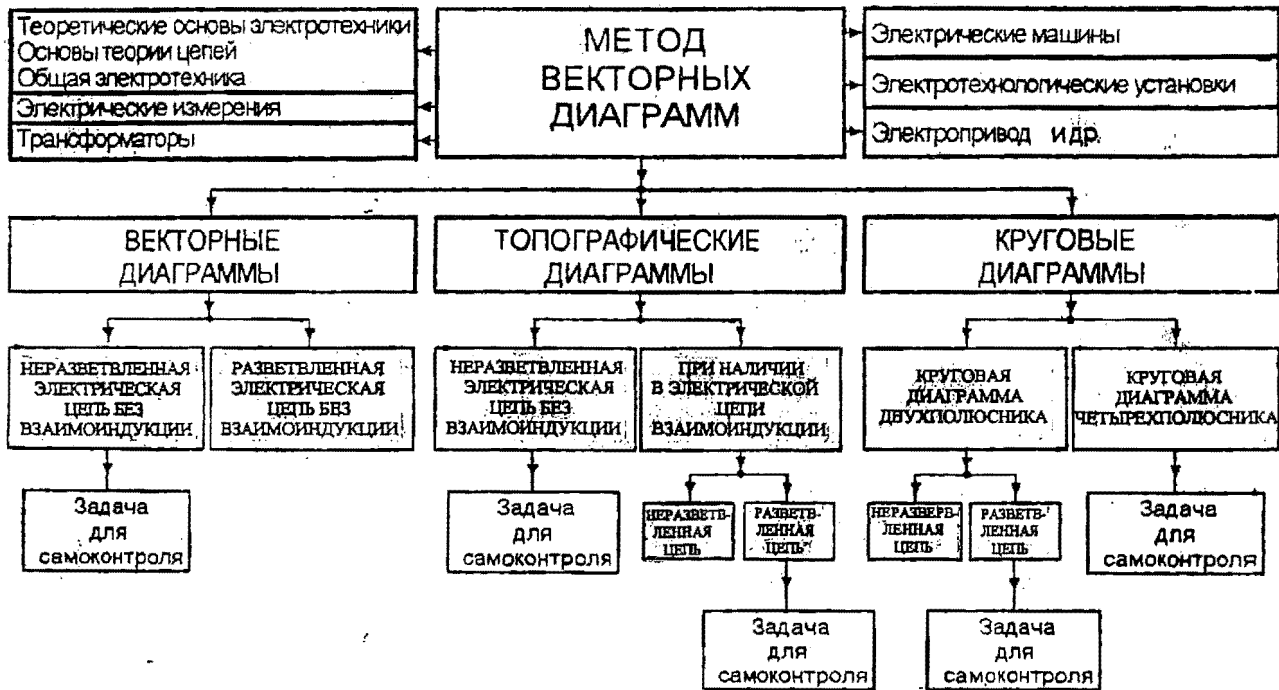 Теоретические основы электротехники
Основы теории цепей
Общая электротехника
Электрические измерения
Трансформаторы
МЕТОД
ВЕКТОРНЫХ
ДИАГРАММ
Электрические машины
Электротехнологические установки
Электропривод и др.
ВЕКТОРНЫЕ
ДИАГРАММЫ
ТОПОГРАФИЧЕСКИЕ
ДИАГРАММЫ
КРУГОВЫЕ
ДИАГРАММЫ
НЕРАЗВЕТВЛЕННАЯ
ЭЛЕКТРИЧЕСКАЯ
ЦЕПЬ БЕЗ
ВЗАИМОИНДУКЦИИ
РАЗВЕТВЛЕННАЯ
ЭЛЕКТРИЧЕСКАЯ
ЦЕПЬ БЕЗ
ВЗАИМОИНДУКЦИИ
НЕРАЗВЕТВЛЕННАЯ
ЭЛЕКТРИЧЕСКАЯ
ЦЕПЬ БЕЗ
ВЗАИМОИНДУКЦИИ
ПРИ НАЛИЧИИ
В ЭЛЕКТРИЧЕСКОЙ
ЦЕПИ
ВЗАИМОИНДУКЦИИ
КРУГОВАЯ
ДИАГРАММА
ДВУХПОЛЮСНИКА
КРУГОВАЯ
ДИАГРАММА
ЧЕТЫРЕХПОЛЮСНИКА
Задача
для
самоконтроля
Задача
для
самоконтроля
НЕРАЗВЕТВ-
ЛЕННАЯ
ЦЕПЬ
РАЗВЕТВ-
ЛЕННАЯ
ЦЕПЬ
НЕРАЗВЕРВ-
ЛЕННАЯ
ЦЕПЬ
РАЗВЕТВ-
ЛЕННАЯ
ЦЕПЬ
Задача
для
самоконтроля
Задача
для
самоконтроля
Задача
для
самоконтроля